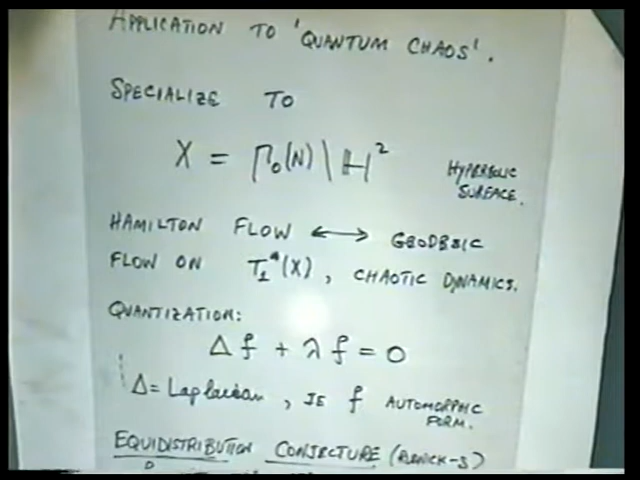 APPLICATION TO 'QUANTUM CHAOS'.
SPECIALIZE TO
X = Γ₀(N) \ H²
HYPERBOLIC
SURFACE.
HAMILTON FLOW ↔ GEODESIC
FLOW ON T₁*(X), CHAOTIC DYNAMICS.
QUANTIZATION:
Δf + λf = 0
Δ = Laplacian, IE f AUTOMORPHIC
FORM.
EQUIDISTRIBUTION CONJECTURE (RUDNICK-S)